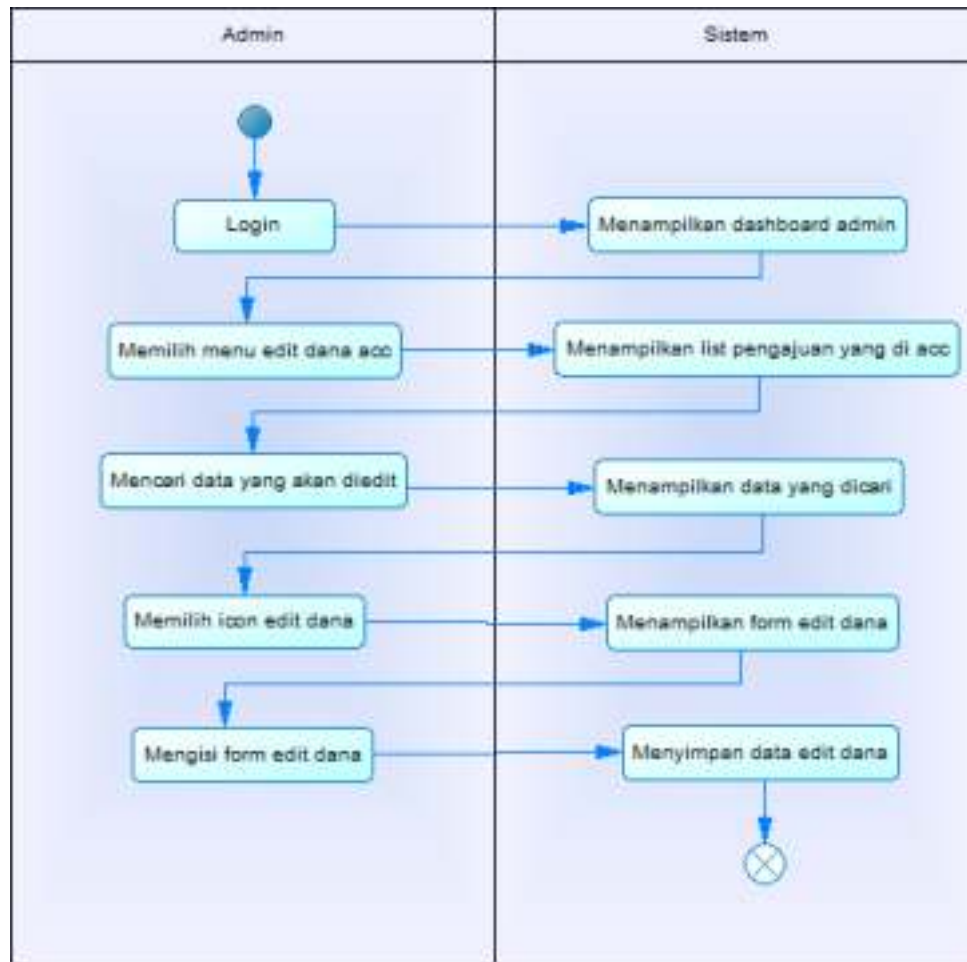 Admin
Sistem
Login
Menampilkan dashboard admin
Memilih menu edit dana acc
Menampilkan list pengajuan yang di acc
Mencari data yang akan diedit
Menampilkan data yang dicari
Memilih icon edit dana
Menampilkan form edit dana
Mengisi form edit dana
Menyimpan data edit dana